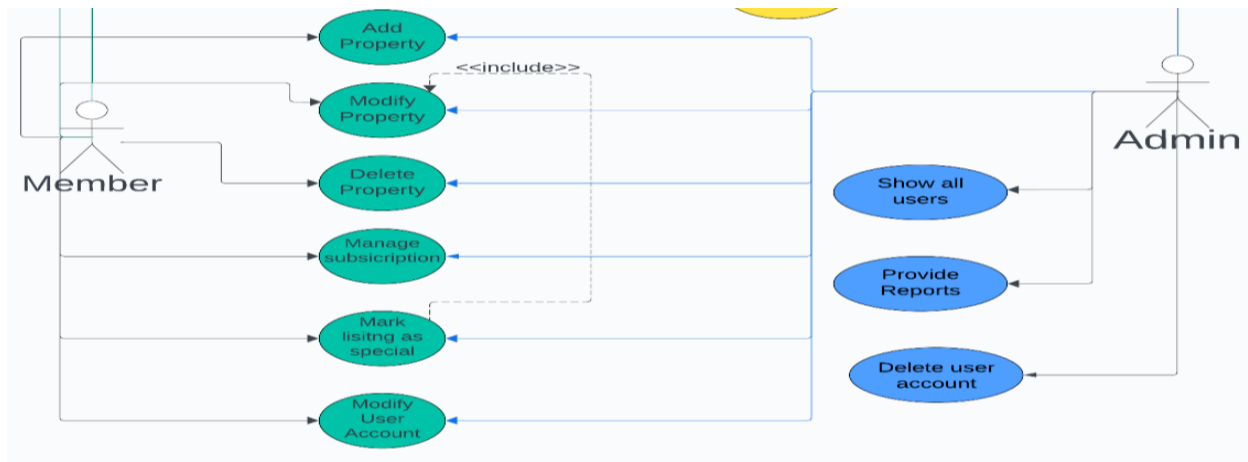 Add
Property
<<include>>
Modify
Property
Member
Admin
Delete
Property
Show all
users
Manage
subsicription
Provide
Reports
Mark
lisitng as
special
Delete user
account
Modify
User
Account